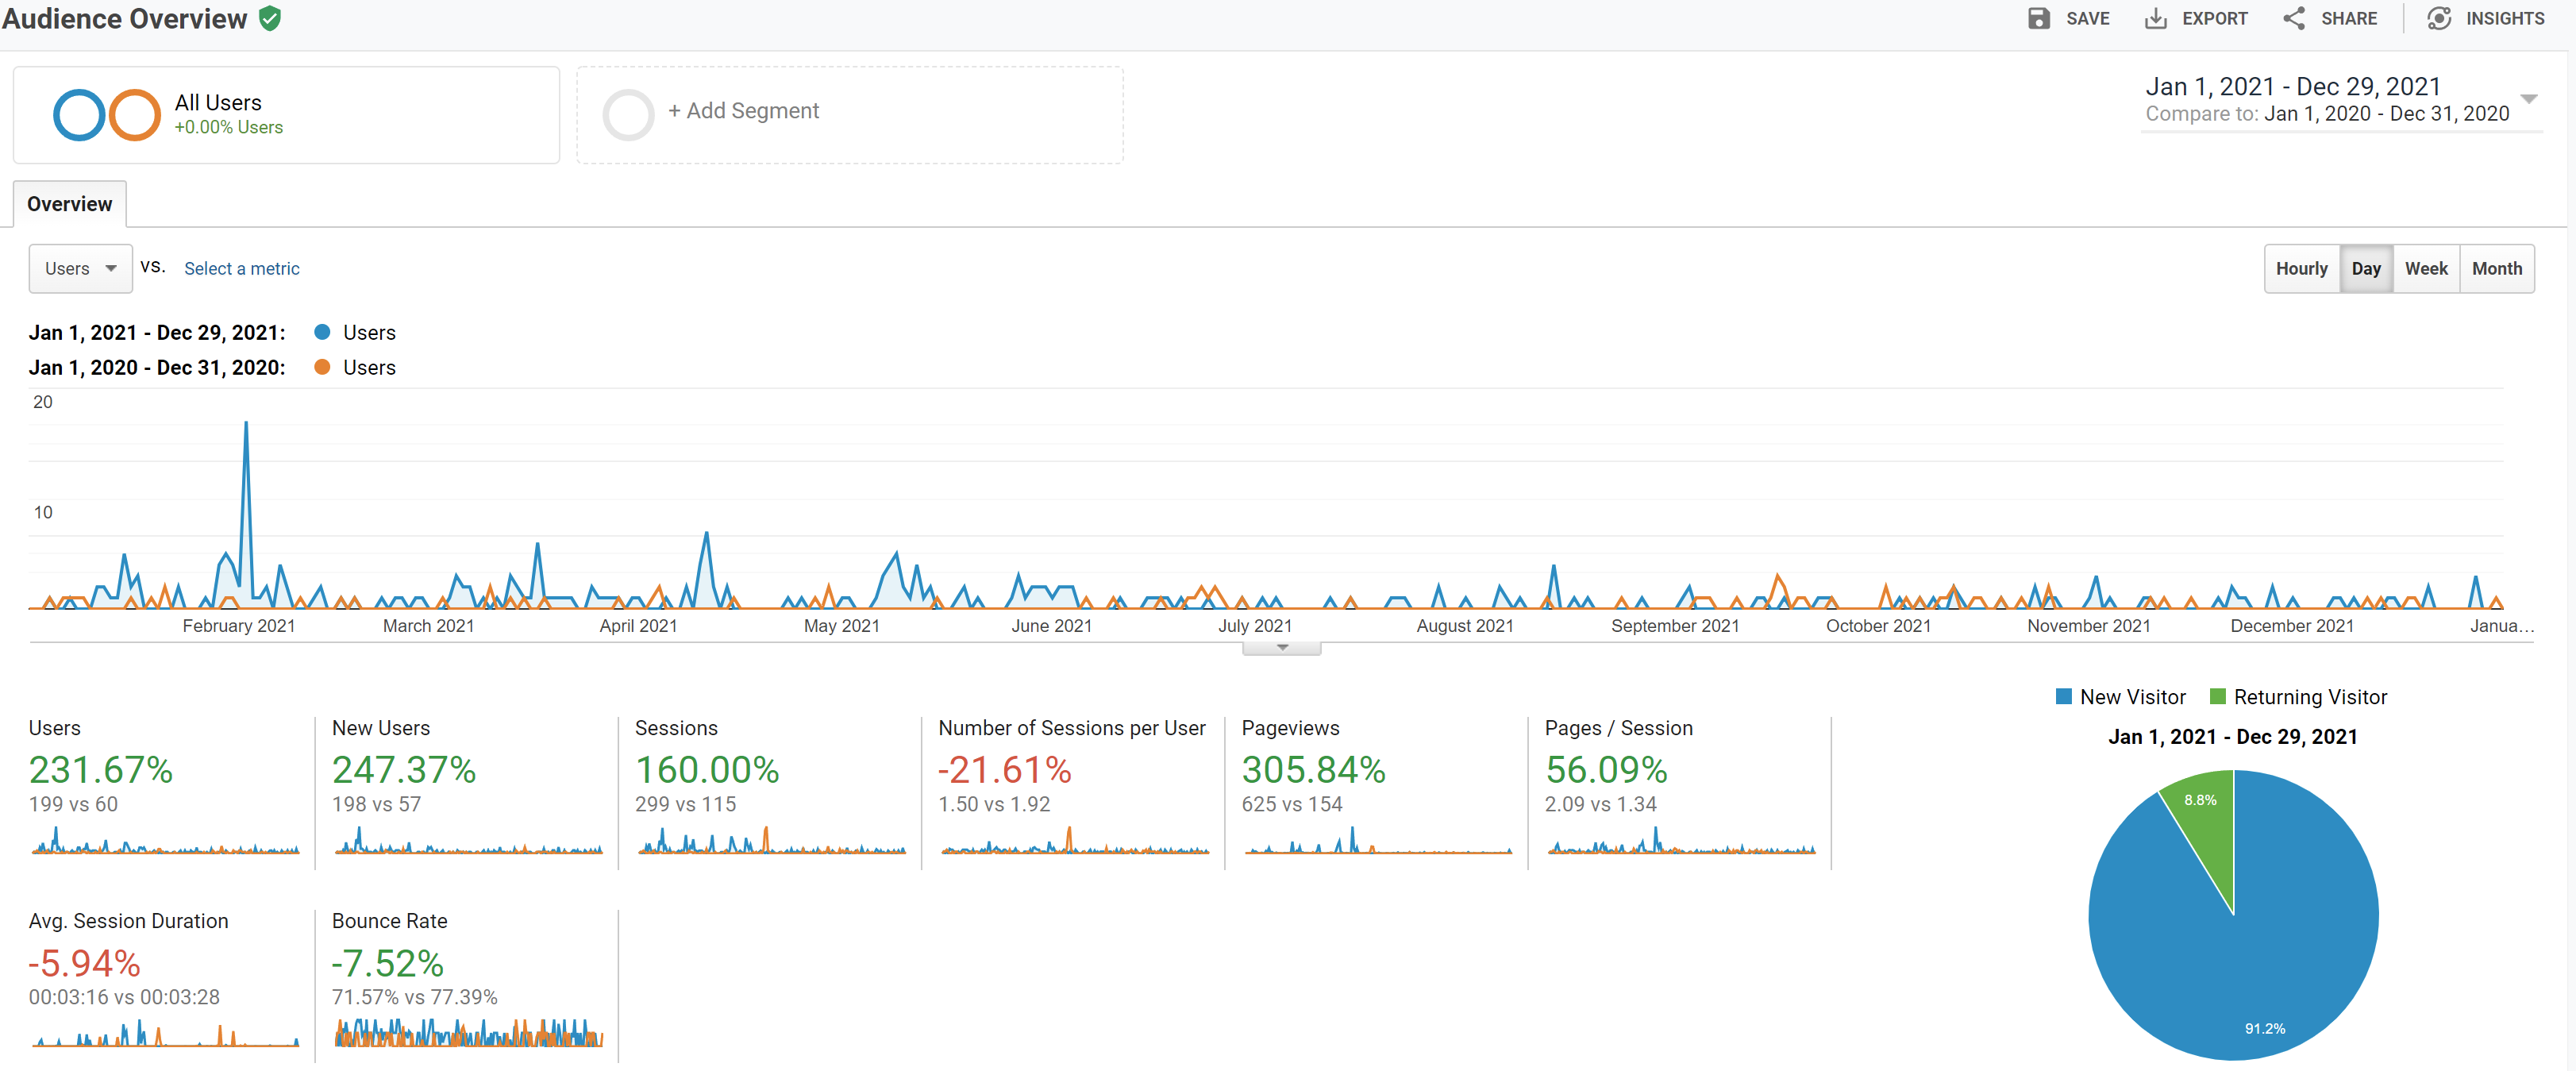 Audience Overview
SAVE EXPORT SHARE INSIGHTS
All Users
+0.00% Users
+ Add Segment
Jan 1, 2021 - Dec 29, 2021
Compare to: Jan 1, 2020 - Dec 31, 2020
Overview
Users VS. Select a metric
Hourly Day Week Month
Jan 1, 2021 - Dec 29, 2021: Users
Jan 1, 2020 - Dec 31, 2020: Users
20
10
February 2021 March 2021 April 2021 May 2021 June 2021 July 2021 August 2021 September 2021 October 2021 November 2021 December 2021 Janua...
Users
231.67%
199 vs 60
New Users
247.37%
198 vs 57
Sessions
160.00%
299 vs 115
Number of Sessions per User
-21.61%
1.50 vs 1.92
Pageviews
305.84%
625 vs 154
Pages / Session
56.09%
2.09 vs 1.34
Avg. Session Duration
-5.94%
00:03:16 vs 00:03:28
Bounce Rate
-7.52%
71.57% vs 77.39%
New Visitor Returning Visitor
Jan 1, 2021 - Dec 29, 2021
8.8%
91.2%